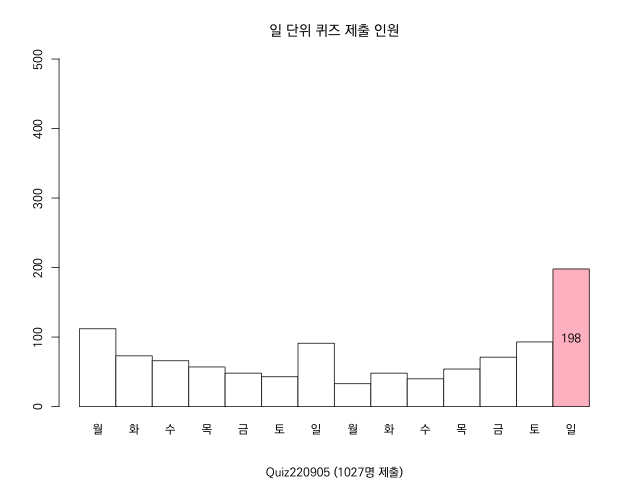 일 단위 퀴즈 제출 인원
500
400
300
200
100
0
198
월 화 수 목 금 토 일 월 화 수 목 금 토 일
Quiz220905 (1027명 제출)